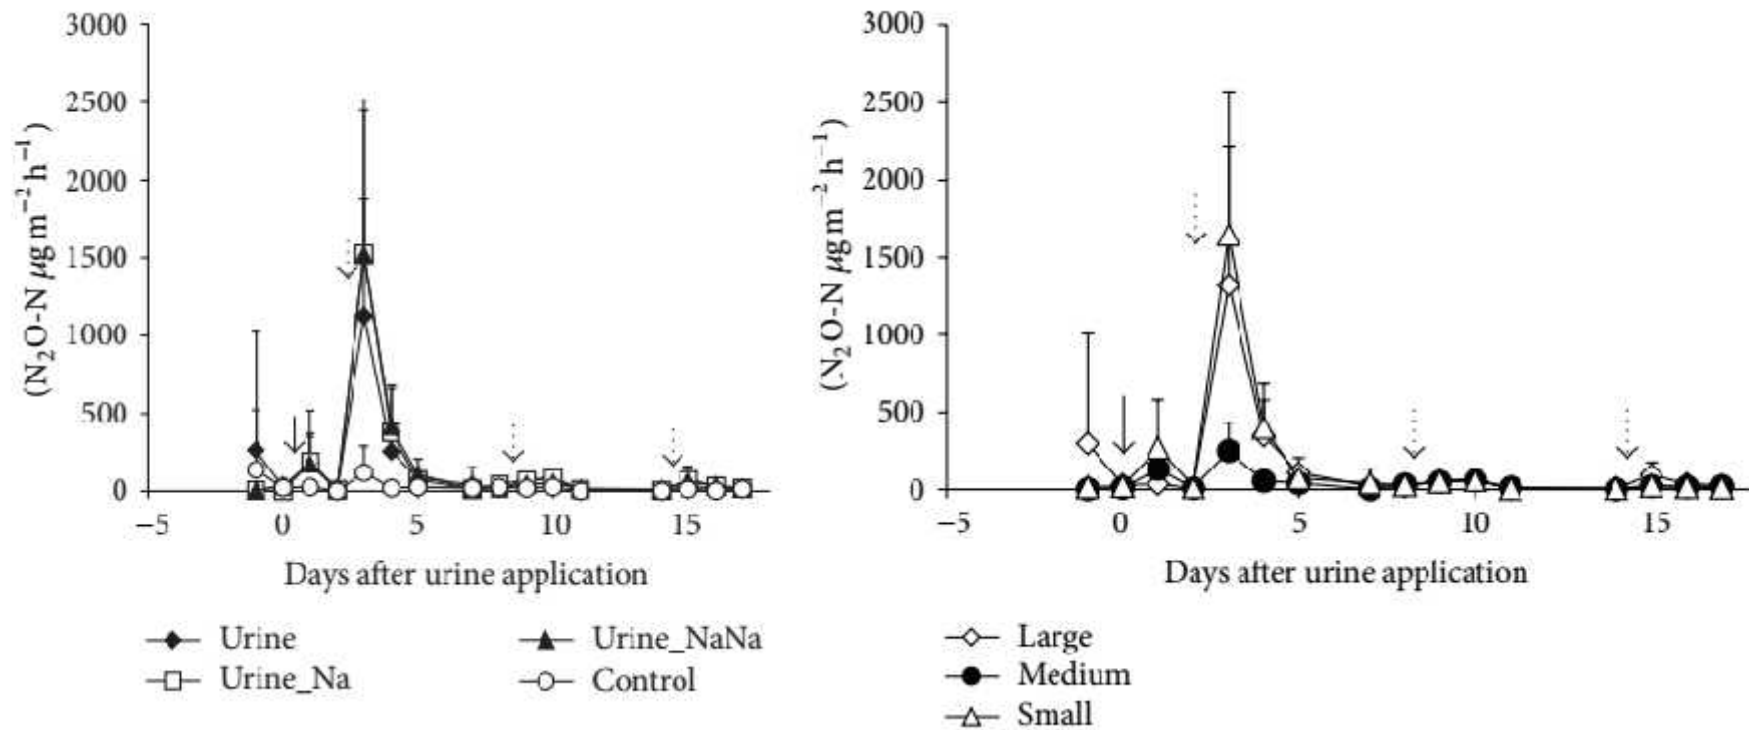 3000
2500
2000
1500
1000
500
0
(N₂O-N µg m⁻² h⁻¹)
−5 0 5 10 15
Days after urine application
Urine
Urine_Na
Urine_NaNa
Control
3000
2500
2000
1500
1000
500
0
(N₂O-N µg m⁻² h⁻¹)
−5 0 5 10 15
Days after urine application
Large
Medium
Small